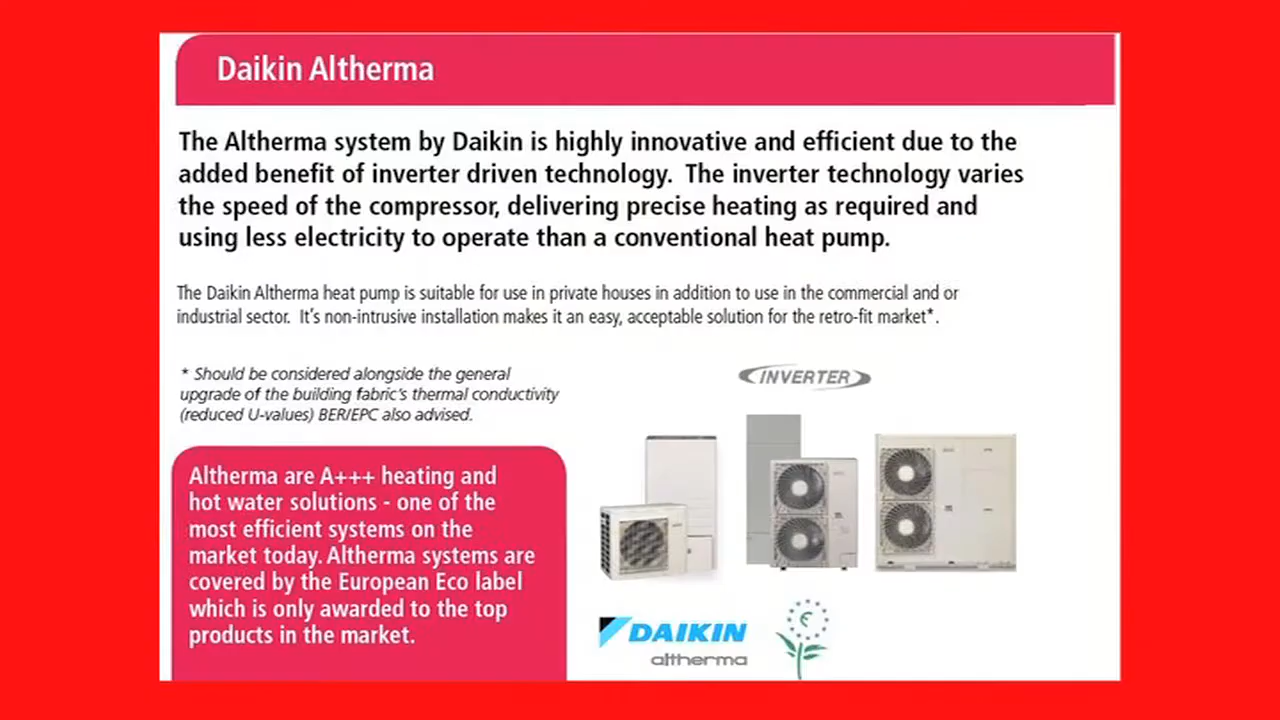 Daikin Altherma
The Altherma system by Daikin is highly innovative and efficient due to the
added benefit of inverter driven technology.  The inverter technology varies
the speed of the compressor, delivering precise heating as required and
using less electricity to operate than a conventional heat pump.
The Daikin Altherma heat pump is suitable for use in private houses in addition to use in the commercial and or
industrial sector.  It's non-intrusive installation makes it an easy, acceptable solution for the retro-fit market*.
* Should be considered alongside the general
upgrade of the building fabric's thermal conductivity
(reduced U-values) BER/EPC also advised.
INVERTER
Altherma are A+++ heating and
hot water solutions - one of the
most efficient systems on the
market today. Altherma systems are
covered by the European Eco label
which is only awarded to the top
products in the market.
DAIKIN
altherma
€